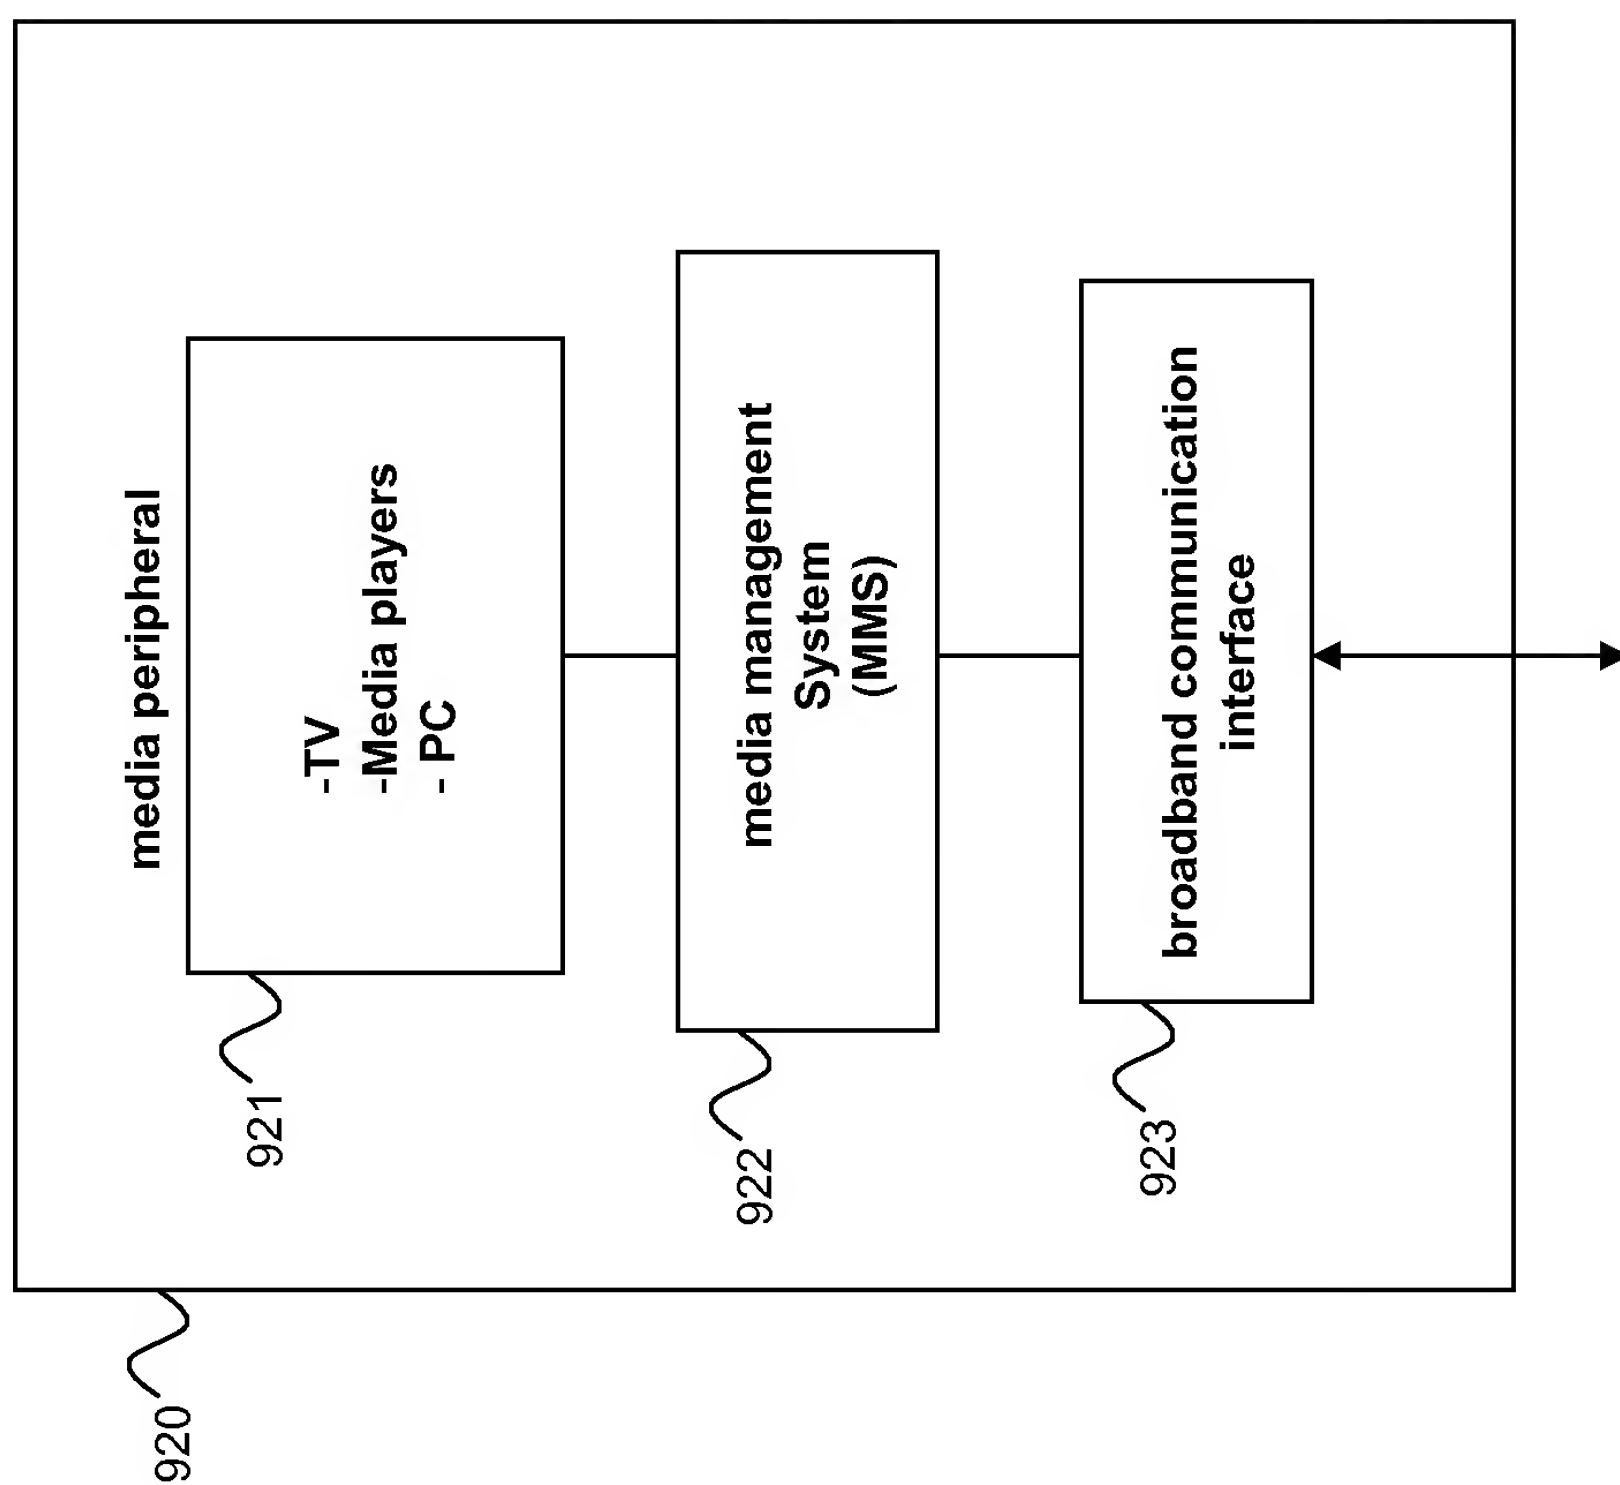 920
media peripheral
921
-TV
-Media players
- PC
922
media management
System
(MMS)
923
broadband communication
interface